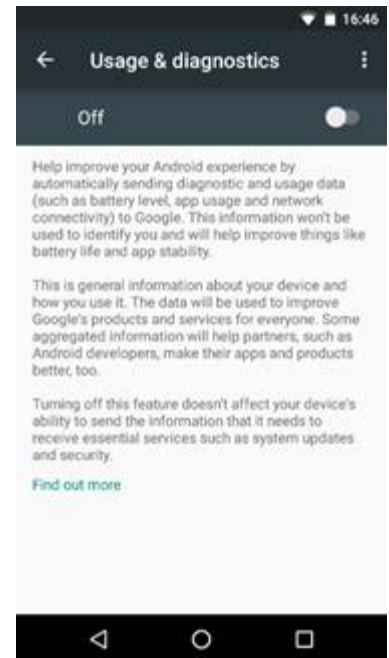 16:46
Usage & diagnostics
Off
Help improve your Android experience by
automatically sending diagnostic and usage data
(such as battery level, app usage and network
connectivity) to Google. This information won't be
used to identify you and will help improve things like
battery life and app stability.
This is general information about your device and
how you use it. The data will be used to improve
Google's products and services for everyone. Some
aggregated information will help partners, such as
Android developers, make their apps and products
better, too.
Turning off this feature doesn't affect your device's
ability to send the information that it needs to
receive essential services such as system updates
and security.
Find out more